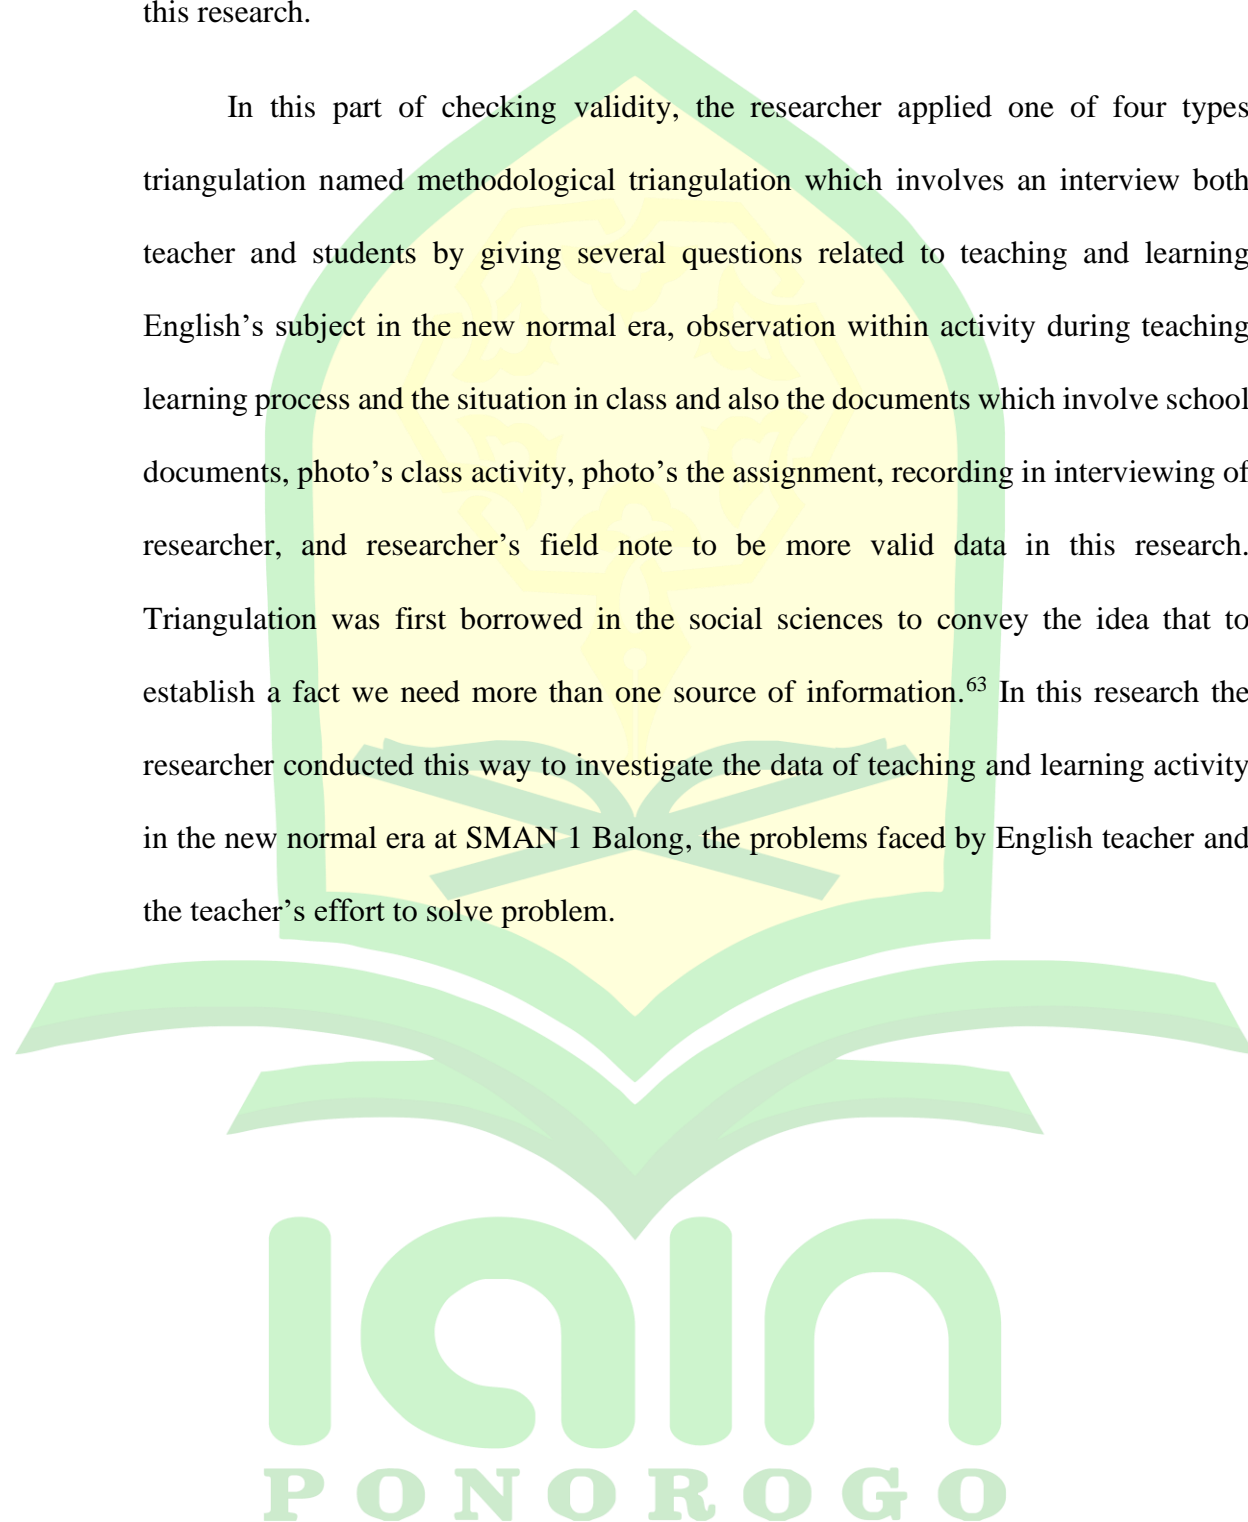 this research.
In this part of checking validity, the researcher applied one of four types
triangulation named methodological triangulation which involves an interview both
teacher and students by giving several questions related to teaching and learning
English’s subject in the new normal era, observation within activity during teaching
learning process and the situation in class and also the documents which involve school
documents, photo’s class activity, photo’s the assignment, recording in interviewing of
researcher, and researcher’s field note to be more valid data in this research.
Triangulation was first borrowed in the social sciences to convey the idea that to
establish a fact we need more than one source of information.63 In this research the
researcher conducted this way to investigate the data of teaching and learning activity
in the new normal era at SMAN 1 Balong, the problems faced by English teacher and
the teacher’s effort to solve problem.
iain
PONOROGO